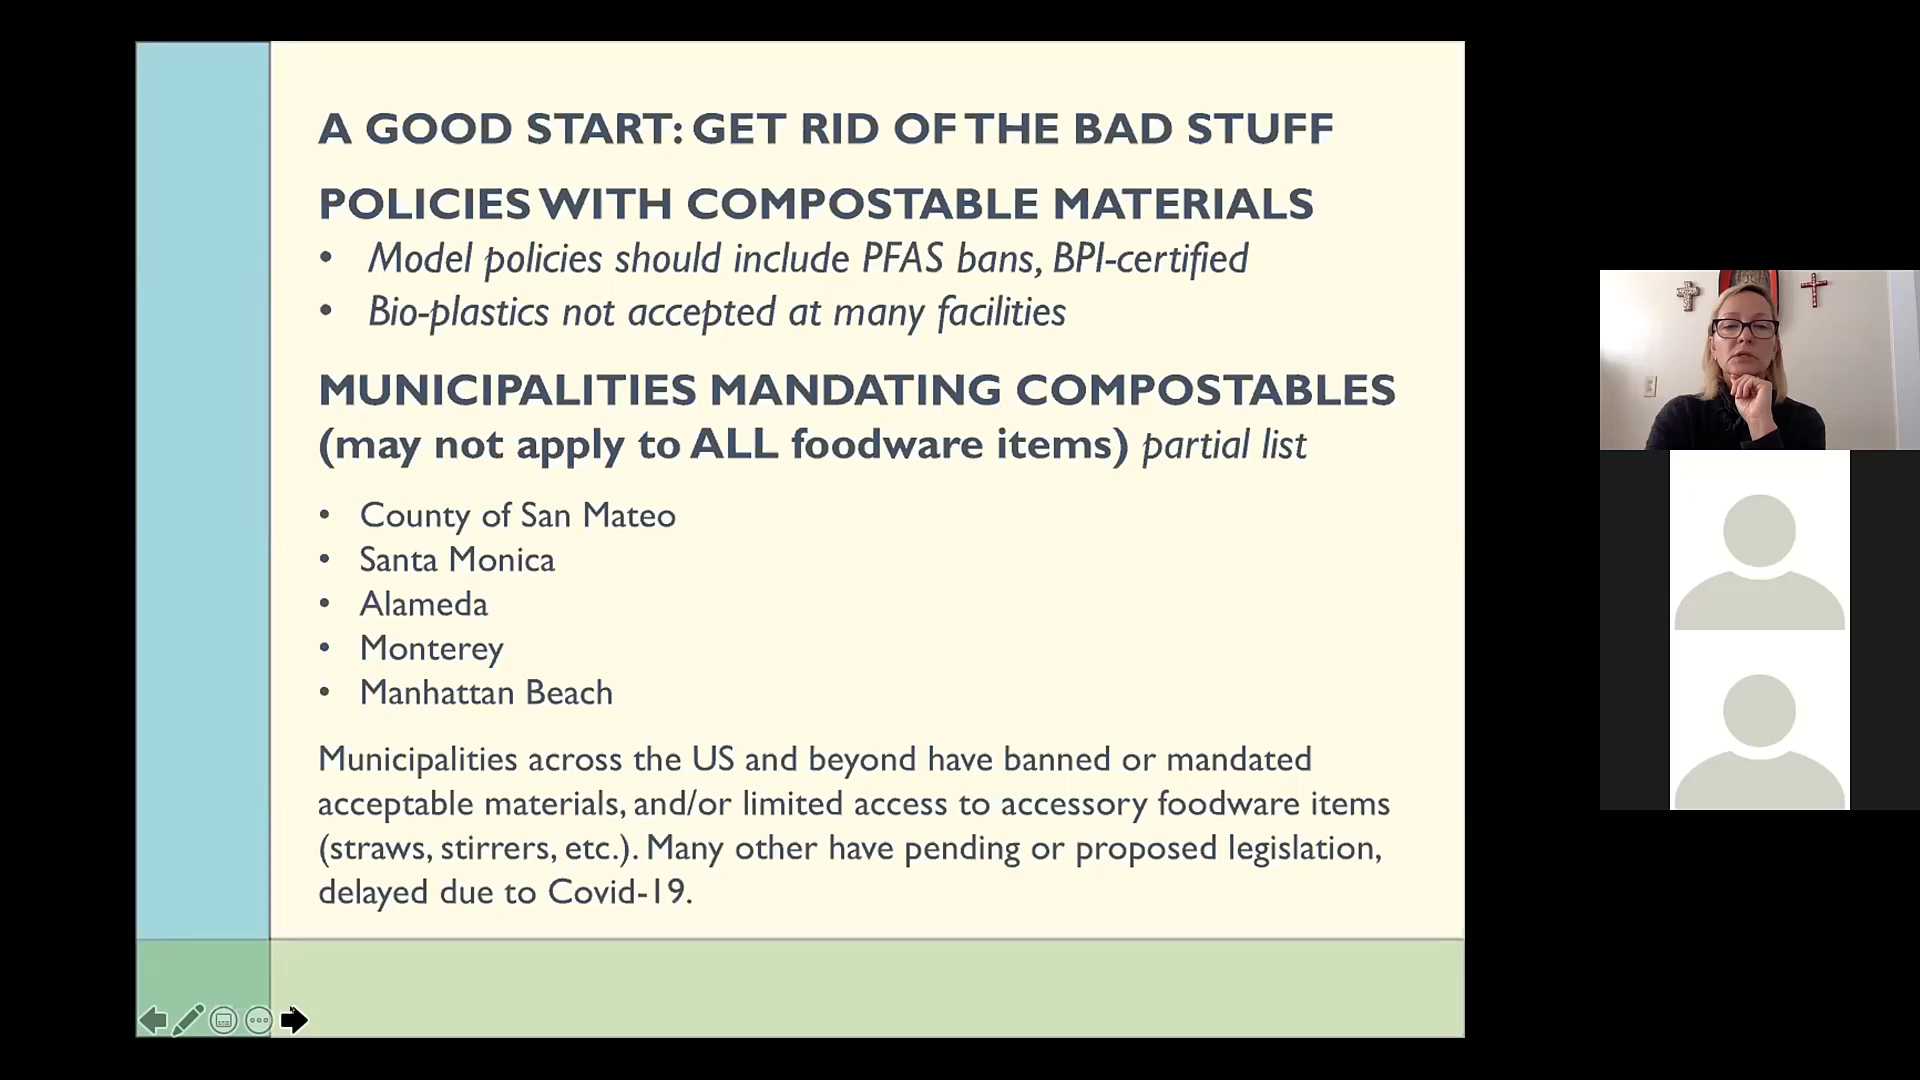 A GOOD START: GET RID OF THE BAD STUFF
POLICIES WITH COMPOSTABLE MATERIALS
• Model policies should include PFAS bans, BPI-certified
• Bio-plastics not accepted at many facilities
MUNICIPALITIES MANDATING COMPOSTABLES
(may not apply to ALL foodware items) partial list
• County of San Mateo
• Santa Monica
• Alameda
• Monterey
• Manhattan Beach
Municipalities across the US and beyond have banned or mandated
acceptable materials, and/or limited access to accessory foodware items
(straws, stirrers, etc.). Many other have pending or proposed legislation,
delayed due to Covid-19.